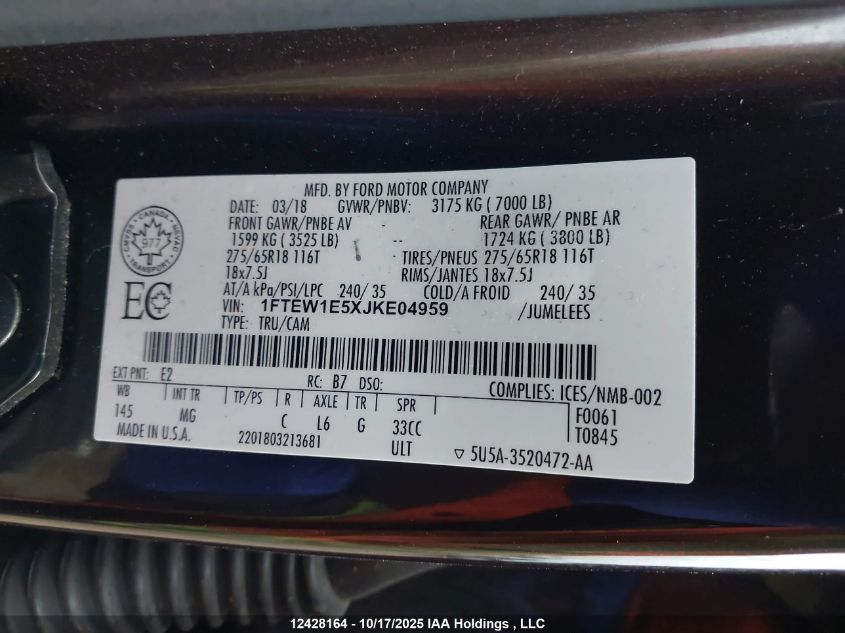 MFD. BY FORD MOTOR COMPANY
DATE: 03/18 GVWR/PNBV: 3175 KG ( 7000 LB)
FRONT GAWR/PNBE AV REAR GAWR/ PNBE AR
1599 KG ( 3525 LB) -- 1724 KG ( 3800 LB)
275/65R18 116T - TIRES/PNEUS 275/65R18 116T
18x7.5J RIMS/JANTES 18x7.5J
AT/A kPa/PSI/LPC 240/ 35 COLD/A FROID 240/ 35
VIN: 1FTEW1E5XJKE04959 /JUMELEES
TYPE: TRU/CAM
CANADA
977
TRANSPORT
EC
EXT PNT: E2 RC: B7 DSO: COMPLIES: ICES/NMB-002
WB INT TR TP/PS R AXLE TR SPR F0061
145 MG C L6 G 33CC T0845
MADE IN U.S.A. 2201803213681 ULT 5U5A-3520472-AA
12428164 - 10/17/2025 IAA Holdings , LLC